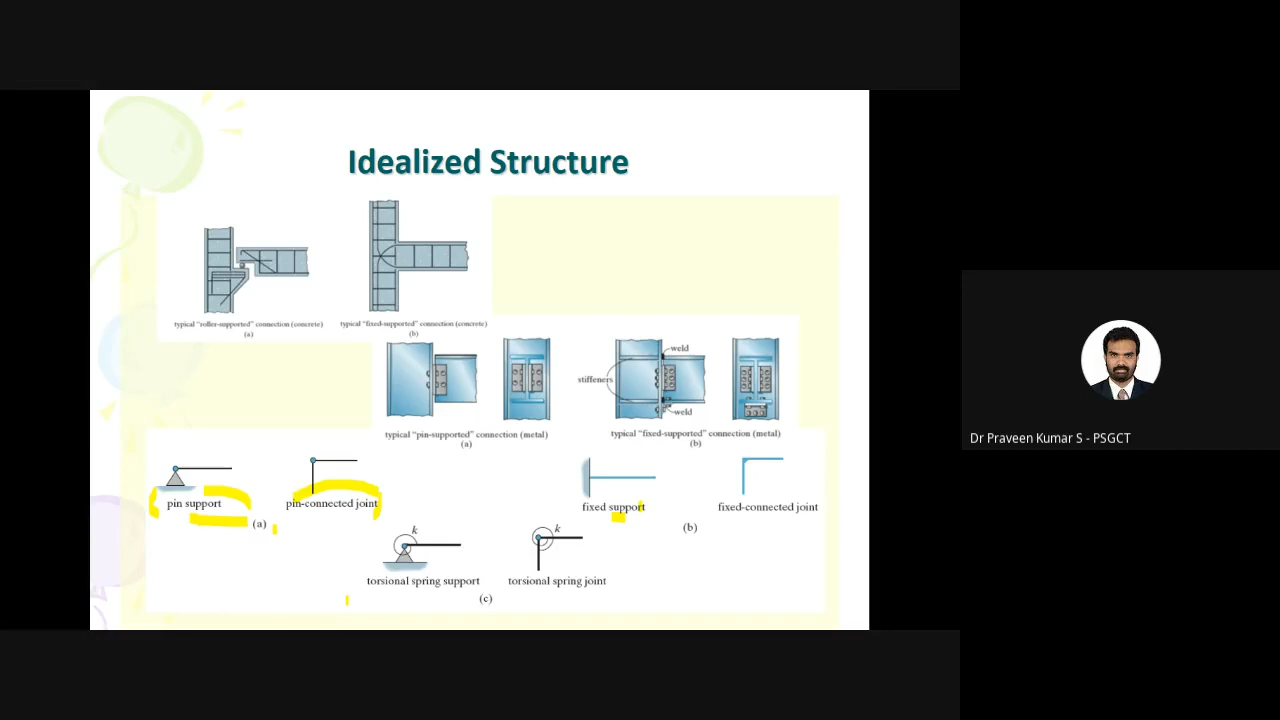 Idealized Structure
typical “roller-supported” connection (concrete)
(a)
typical “fixed-supported” connection (concrete)
(b)
stiffeners
weld
weld
typical “pin-supported” connection (metal)
(a)
typical “fixed-supported” connection (metal)
(b)
pin support
pin-connected joint
(a)
fixed support
fixed-connected joint
(b)
k
k
torsional spring support
torsional spring joint
(c)
Dr Praveen Kumar S - PSGCT